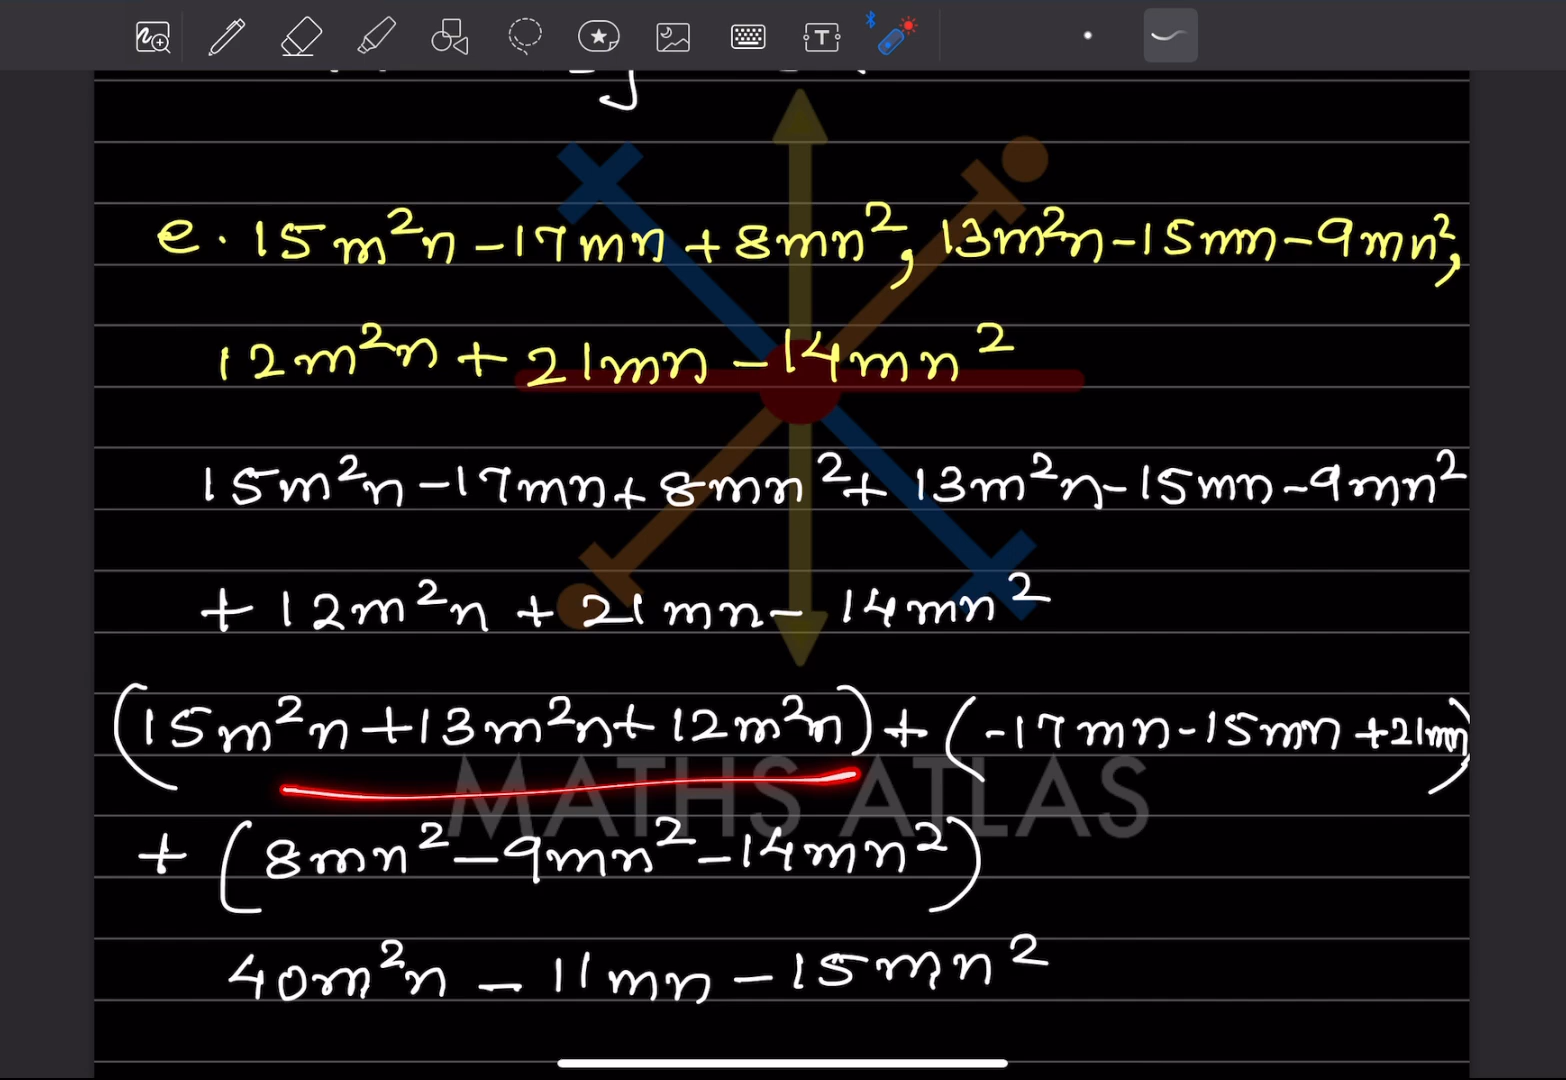 e. 15m²n - 17mn + 8mn², 13m²n - 15mn - 9mn²,
12m²n + 21mn - 14mn²
15m²n - 17mn + 8mn² + 13m²n - 15mn - 9mn²
+ 12m²n + 21mn - 14mn²
(15m²n + 13m²n + 12m²n) + (-17mn - 15mn + 21mn)
MATHS ATLAS
+ (8mn² - 9mn² - 14mn²)
40m²n - 11mn - 15mn²